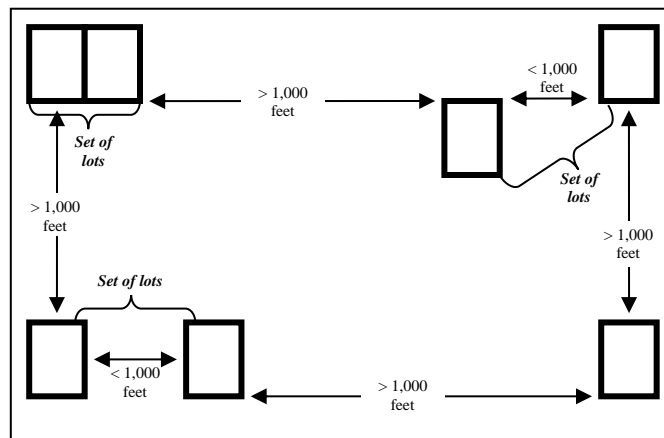 < 1,000
feet
> 1,000
feet
Set of
lots
Set of
lots
> 1,000
feet
> 1,000
feet
Set of lots
< 1,000
feet
> 1,000
feet